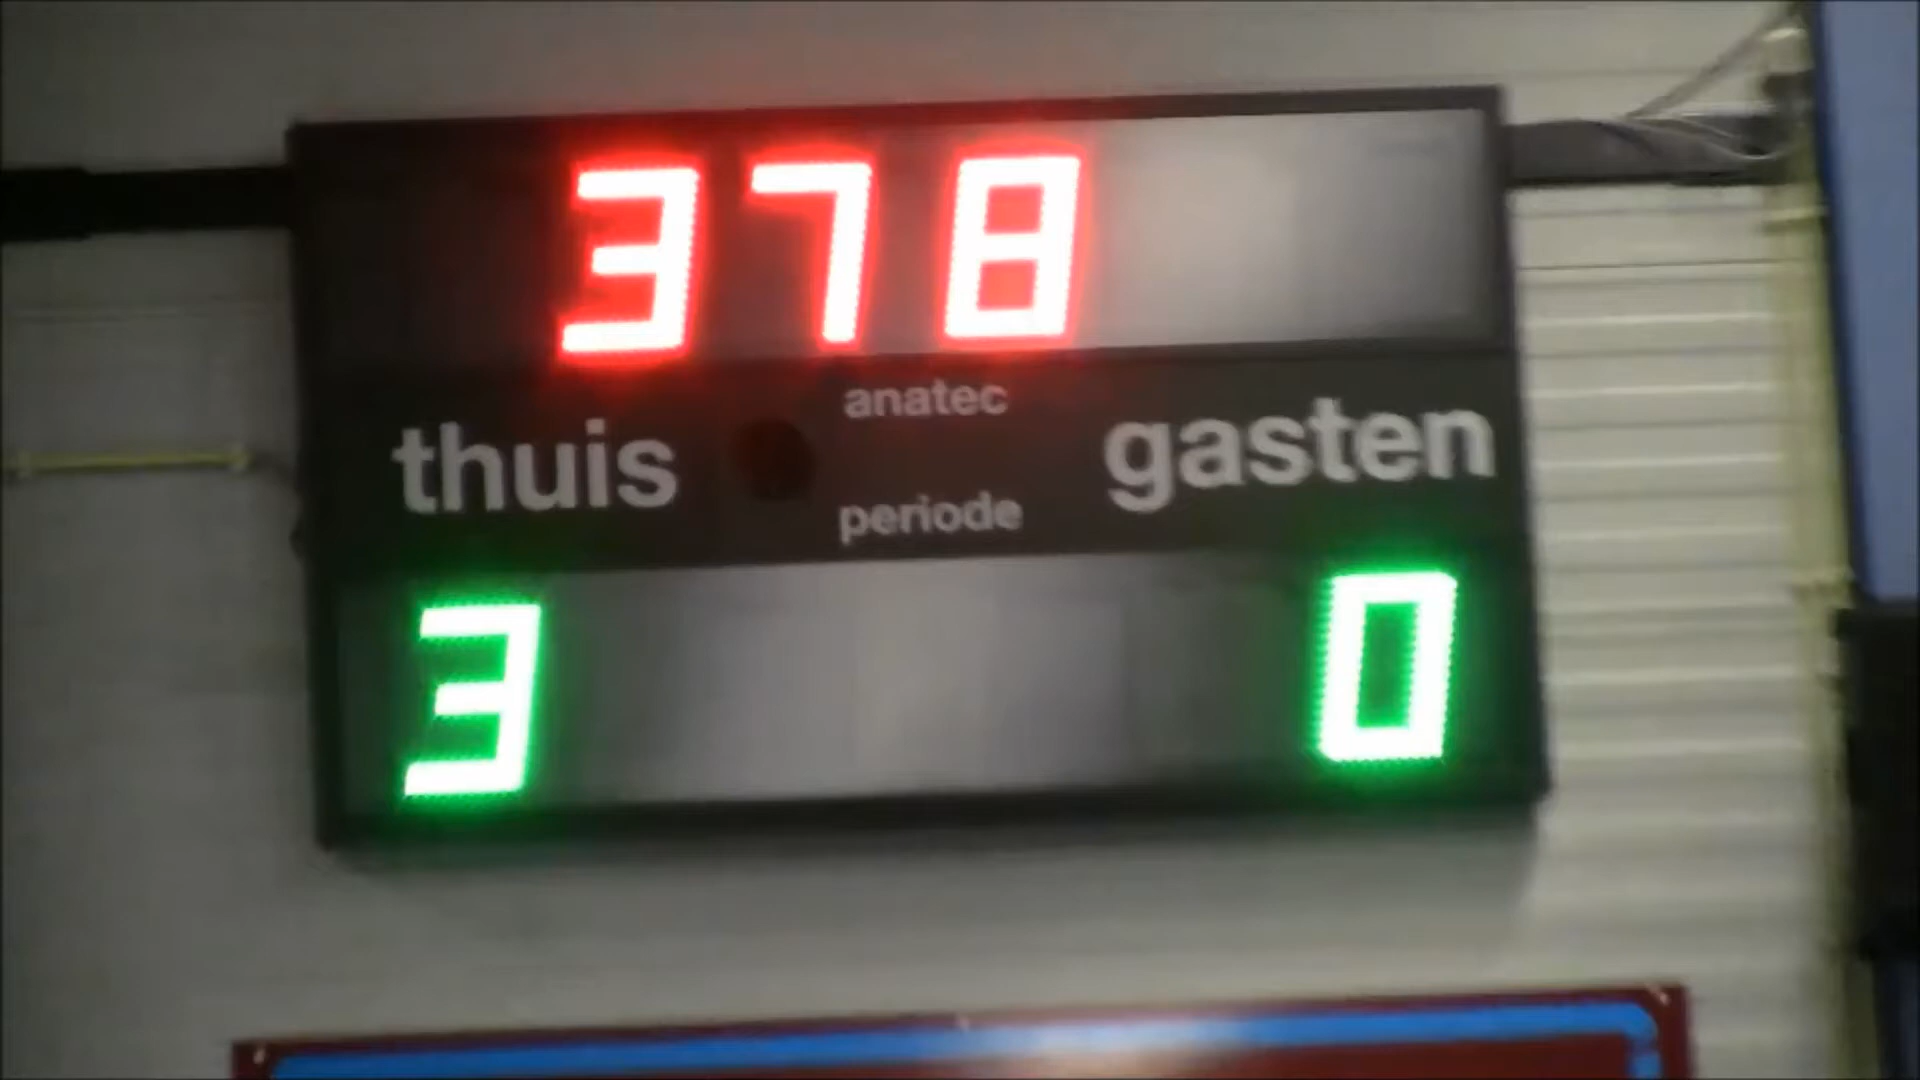 378
anatec
thuis gasten
periode
3 0